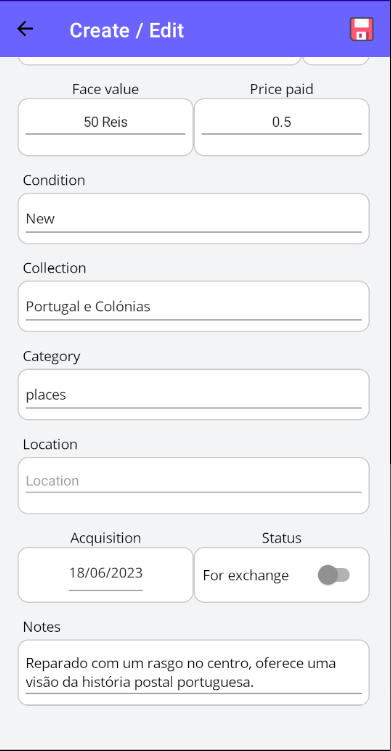 Create / Edit
Face value
Price paid
50 Reis
0.5
Condition
New
Collection
Portugal e Colónias
Category
places
Location
Location
Acquisition
Status
18/06/2023
For exchange
Notes
Reparado com um rasgo no centro, oferece uma
visão da história postal portuguesa.